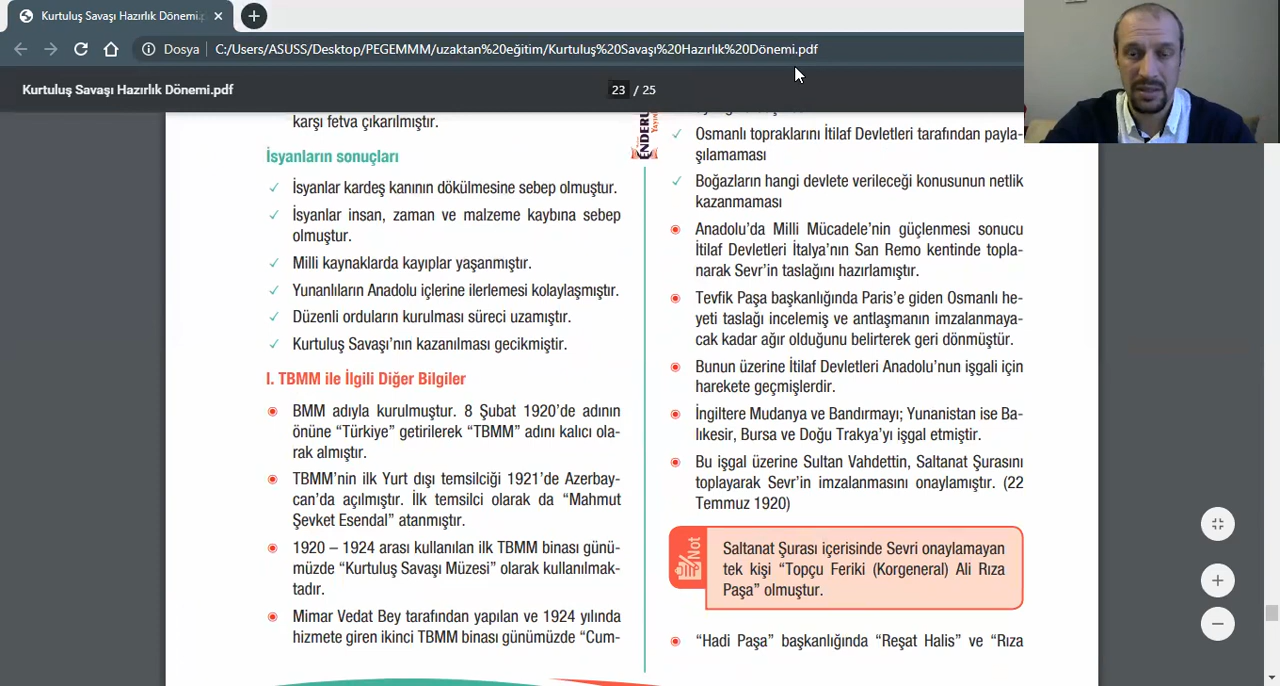 Kurtuluş Savaşı Hazırlık Dönemi.p
Dosya
C:/Users/ASUSS/Desktop/PEGEMMM/uzaktan%20eğitim/Kurtuluş%20Savaşı%20Hazırlık%20Dönemi.pdf
Kurtuluş Savaşı Hazırlık Dönemi.pdf
23 / 25
karşı fetva çıkarılmıştır.
İsyanların sonuçları
✓ İsyanlar kardeş kanının dökülmesine sebep olmuştur.
✓ İsyanlar insan, zaman ve malzeme kaybına sebep
olmuştur.
✓ Milli kaynaklarda kayıplar yaşanmıştır.
✓ Yunanlıların Anadolu içlerine ilerlemesi kolaylaşmıştır.
✓ Düzenli orduların kurulması süreci uzamıştır.
✓ Kurtuluş Savaşı'nın kazanılması gecikmiştir.
I. TBMM ile İlgili Diğer Bilgiler
BMM adıyla kurulmuştur. 8 Şubat 1920'de adının
önüne "Türkiye" getirilerek "TBMM" adını kalıcı ola-
rak almıştır.
TBMM'nin ilk Yurt dışı temsilciği 1921'de Azerbay-
can'da açılmıştır. İlk temsilci olarak da "Mahmut
Şevket Esendal" atanmıştır.
1920 – 1924 arası kullanılan ilk TBMM binası günü-
müzde "Kurtuluş Savaşı Müzesi" olarak kullanılmak-
tadır.
Mimar Vedat Bey tarafından yapılan ve 1924 yılında
hizmete giren ikinci TBMM binası günümüzde "Cum-
ENDERU
Yayın
✓ Osmanlı topraklarını İtilaf Devletleri tarafından payla-
şılamaması
✓ Boğazların hangi devlete verileceği konusunun netlik
kazanmaması
Anadolu'da Milli Mücadele'nin güçlenmesi sonucu
İtilaf Devletleri İtalya'nın San Remo kentinde topla-
narak Sevr'in taslağını hazırlamıştır.
Tevfik Paşa başkanlığında Paris'e giden Osmanlı he-
yeti taslağı incelemiş ve antlaşmanın imzalanmaya-
cak kadar ağır olduğunu belirterek geri dönmüştür.
Bunun üzerine İtilaf Devletleri Anadolu'nun işgali için
harekete geçmişlerdir.
İngiltere Mudanya ve Bandırmayı; Yunanistan ise Ba-
lıkesir, Bursa ve Doğu Trakya'yı işgal etmiştir.
Bu işgal üzerine Sultan Vahdettin, Saltanat Şurasını
toplayarak Sevr'in imzalanmasını onaylamıştır. (22
Temmuz 1920)
Not
Saltanat Şurası içerisinde Sevri onaylamayan
tek kişi "Topçu Feriki (Korgeneral) Ali Rıza
Paşa" olmuştur.
"Hadi Paşa" başkanlığında "Reşat Halis" ve "Rıza